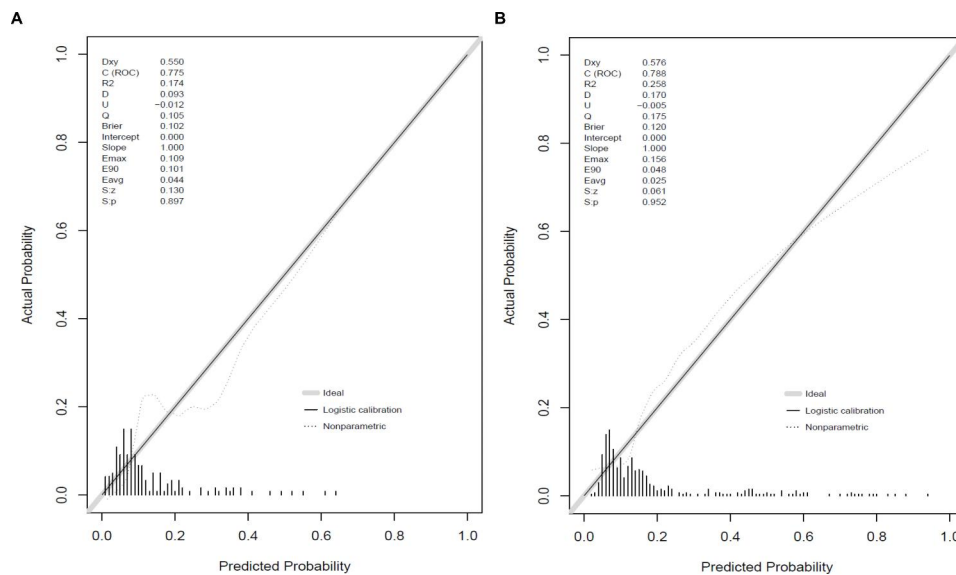 A
Dxy 0.550
C (ROC) 0.775
R2 0.174
D 0.093
U −0.012
Q 0.105
Brier 0.102
Intercept 0.000
Slope 1.000
Emax 0.109
E90 0.101
Eavg 0.044
S:z 0.130
S:p 0.897
Actual Probability
1.0
0.8
0.6
0.4
0.2
0.0
Ideal
Logistic calibration
Nonparametric
0.0 0.2 0.4 0.6 0.8 1.0
Predicted Probability
B
Dxy 0.576
C (ROC) 0.788
R2 0.258
D 0.170
U −0.005
Q 0.175
Brier 0.120
Intercept 0.000
Slope 1.000
Emax 0.156
E90 0.048
Eavg 0.025
S:z 0.061
S:p 0.952
Actual Probability
1.0
0.8
0.6
0.4
0.2
0.0
Ideal
Logistic calibration
Nonparametric
0.0 0.2 0.4 0.6 0.8 1.0
Predicted Probability